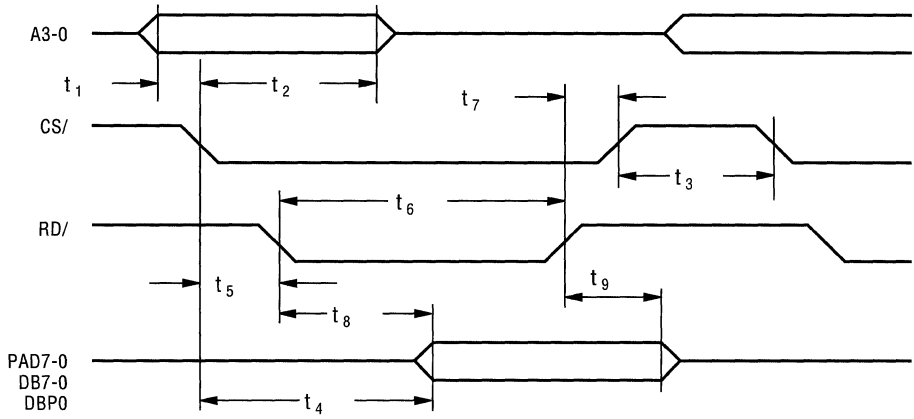 A3-0
t1
t2
t7
CS/
t3
t6
RD/
t5
t9
t8
PAD7-0
DB7-0
DBP0
t4